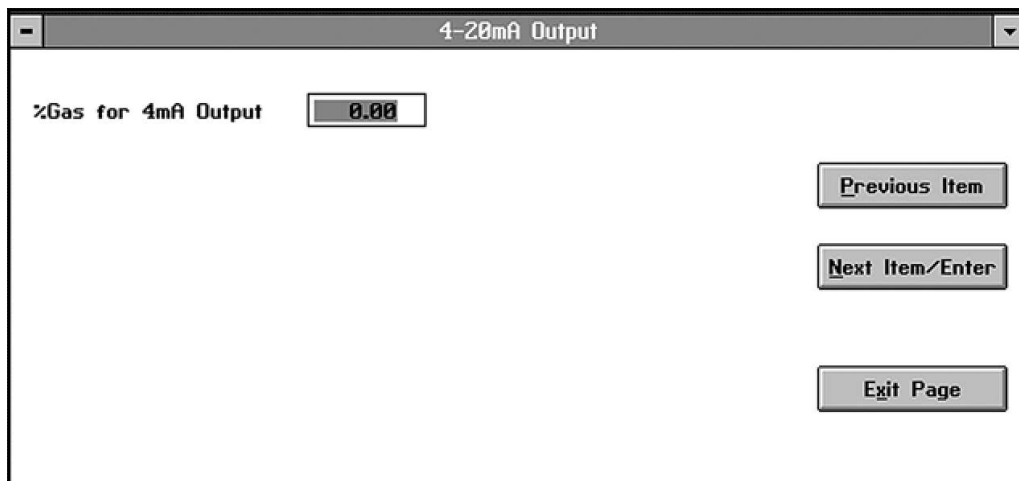 4-20mA Output
%Gas for 4mA Output 0.00
Previous Item
Next Item/Enter
Exit Page